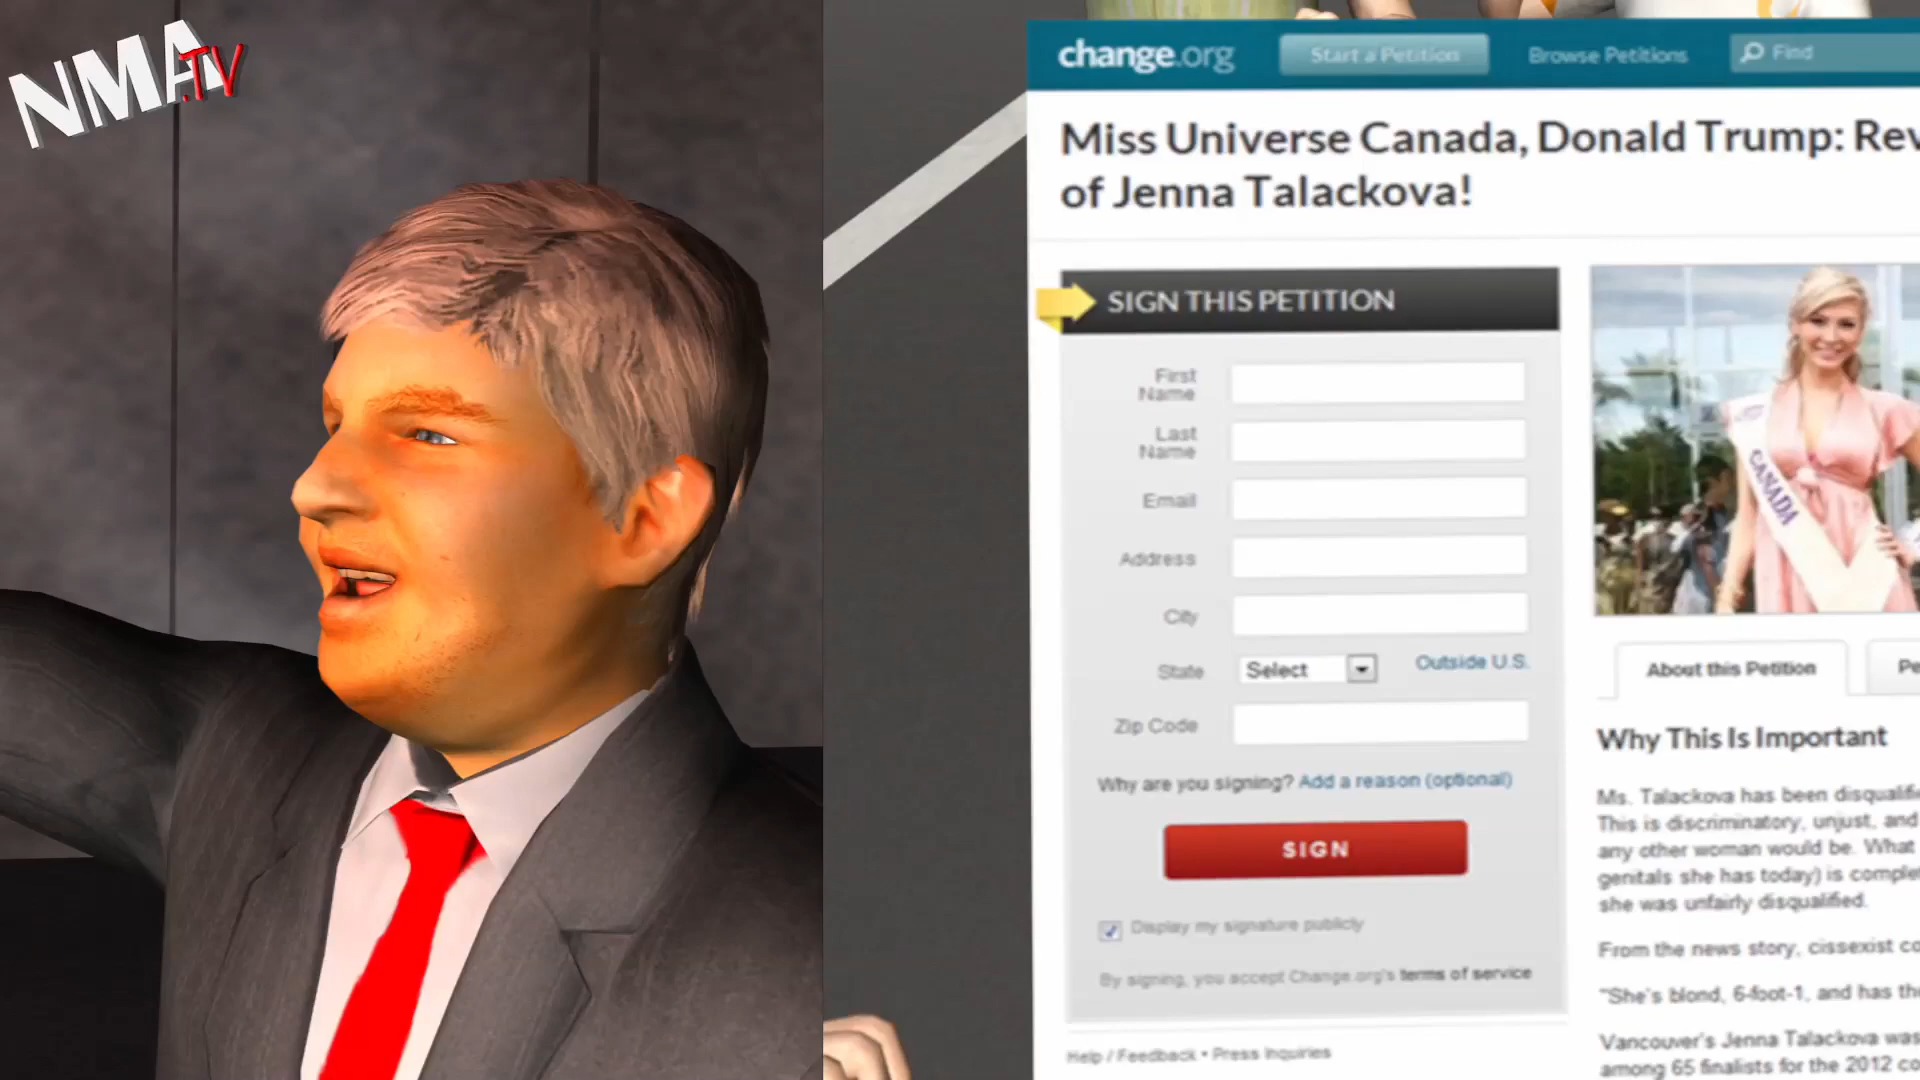 NMA.TV
change.org
Start a Petition
Browse Petitions
Find
Miss Universe Canada, Donald Trump: Rev
of Jenna Talackova!
SIGN THIS PETITION
First
Name
Last
Name
Email
Address
City
State
Select
Outside U.S.
Zip Code
Why are you signing? Add a reason (optional)
SIGN
Display my signature publicly
By signing, you accept Change.org's terms of service
Help / Feedback • Press Inquiries
CANADA
About this Petition
Pe
Why This Is Important
Ms. Talackova has been disqualifie
This is discriminatory, unjust, and
any other woman would be. What
genitals she has today) is comple
she was unfairly disqualified.
From the news story, cissexist co
"She's blond, 6-foot-1, and has th
Vancouver's Jenna Talackova was
among 65 finalists for the 2012 co